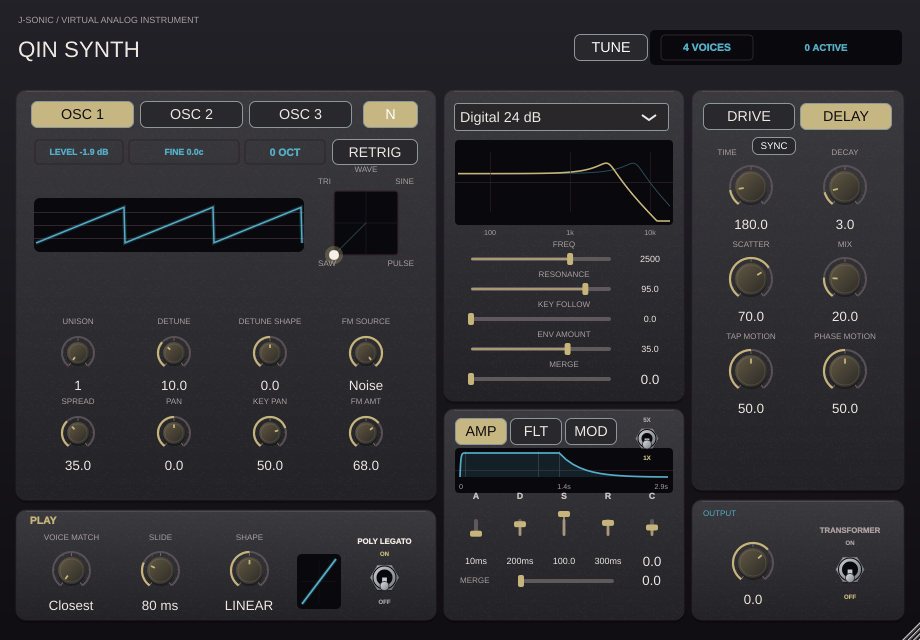 J-SONIC / VIRTUAL ANALOG INSTRUMENT
QIN SYNTH
TUNE
4 VOICES
0 ACTIVE
OSC 1
OSC 2
OSC 3
N
LEVEL -1.9 dB
FINE 0.0c
0 OCT
RETRIG
WAVE
TRI
SINE
SAW
PULSE
UNISON
DETUNE
DETUNE SHAPE
FM SOURCE
1
10.0
0.0
Noise
SPREAD
PAN
KEY PAN
FM AMT
35.0
0.0
50.0
68.0
PLAY
VOICE MATCH
SLIDE
SHAPE
POLY LEGATO
ON
OFF
Closest
80 ms
LINEAR
Digital 24 dB
100
1k
10k
FREQ
2500
RESONANCE
95.0
KEY FOLLOW
0.0
ENV AMOUNT
35.0
MERGE
0.0
AMP
FLT
MOD
5X
1X
0
1.4s
2.9s
A
D
S
R
C
10ms
200ms
100.0
300ms
0.0
MERGE
0.0
DRIVE
DELAY
TIME
SYNC
DECAY
180.0
3.0
SCATTER
MIX
70.0
20.0
TAP MOTION
PHASE MOTION
50.0
50.0
OUTPUT
TRANSFORMER
ON
OFF
0.0